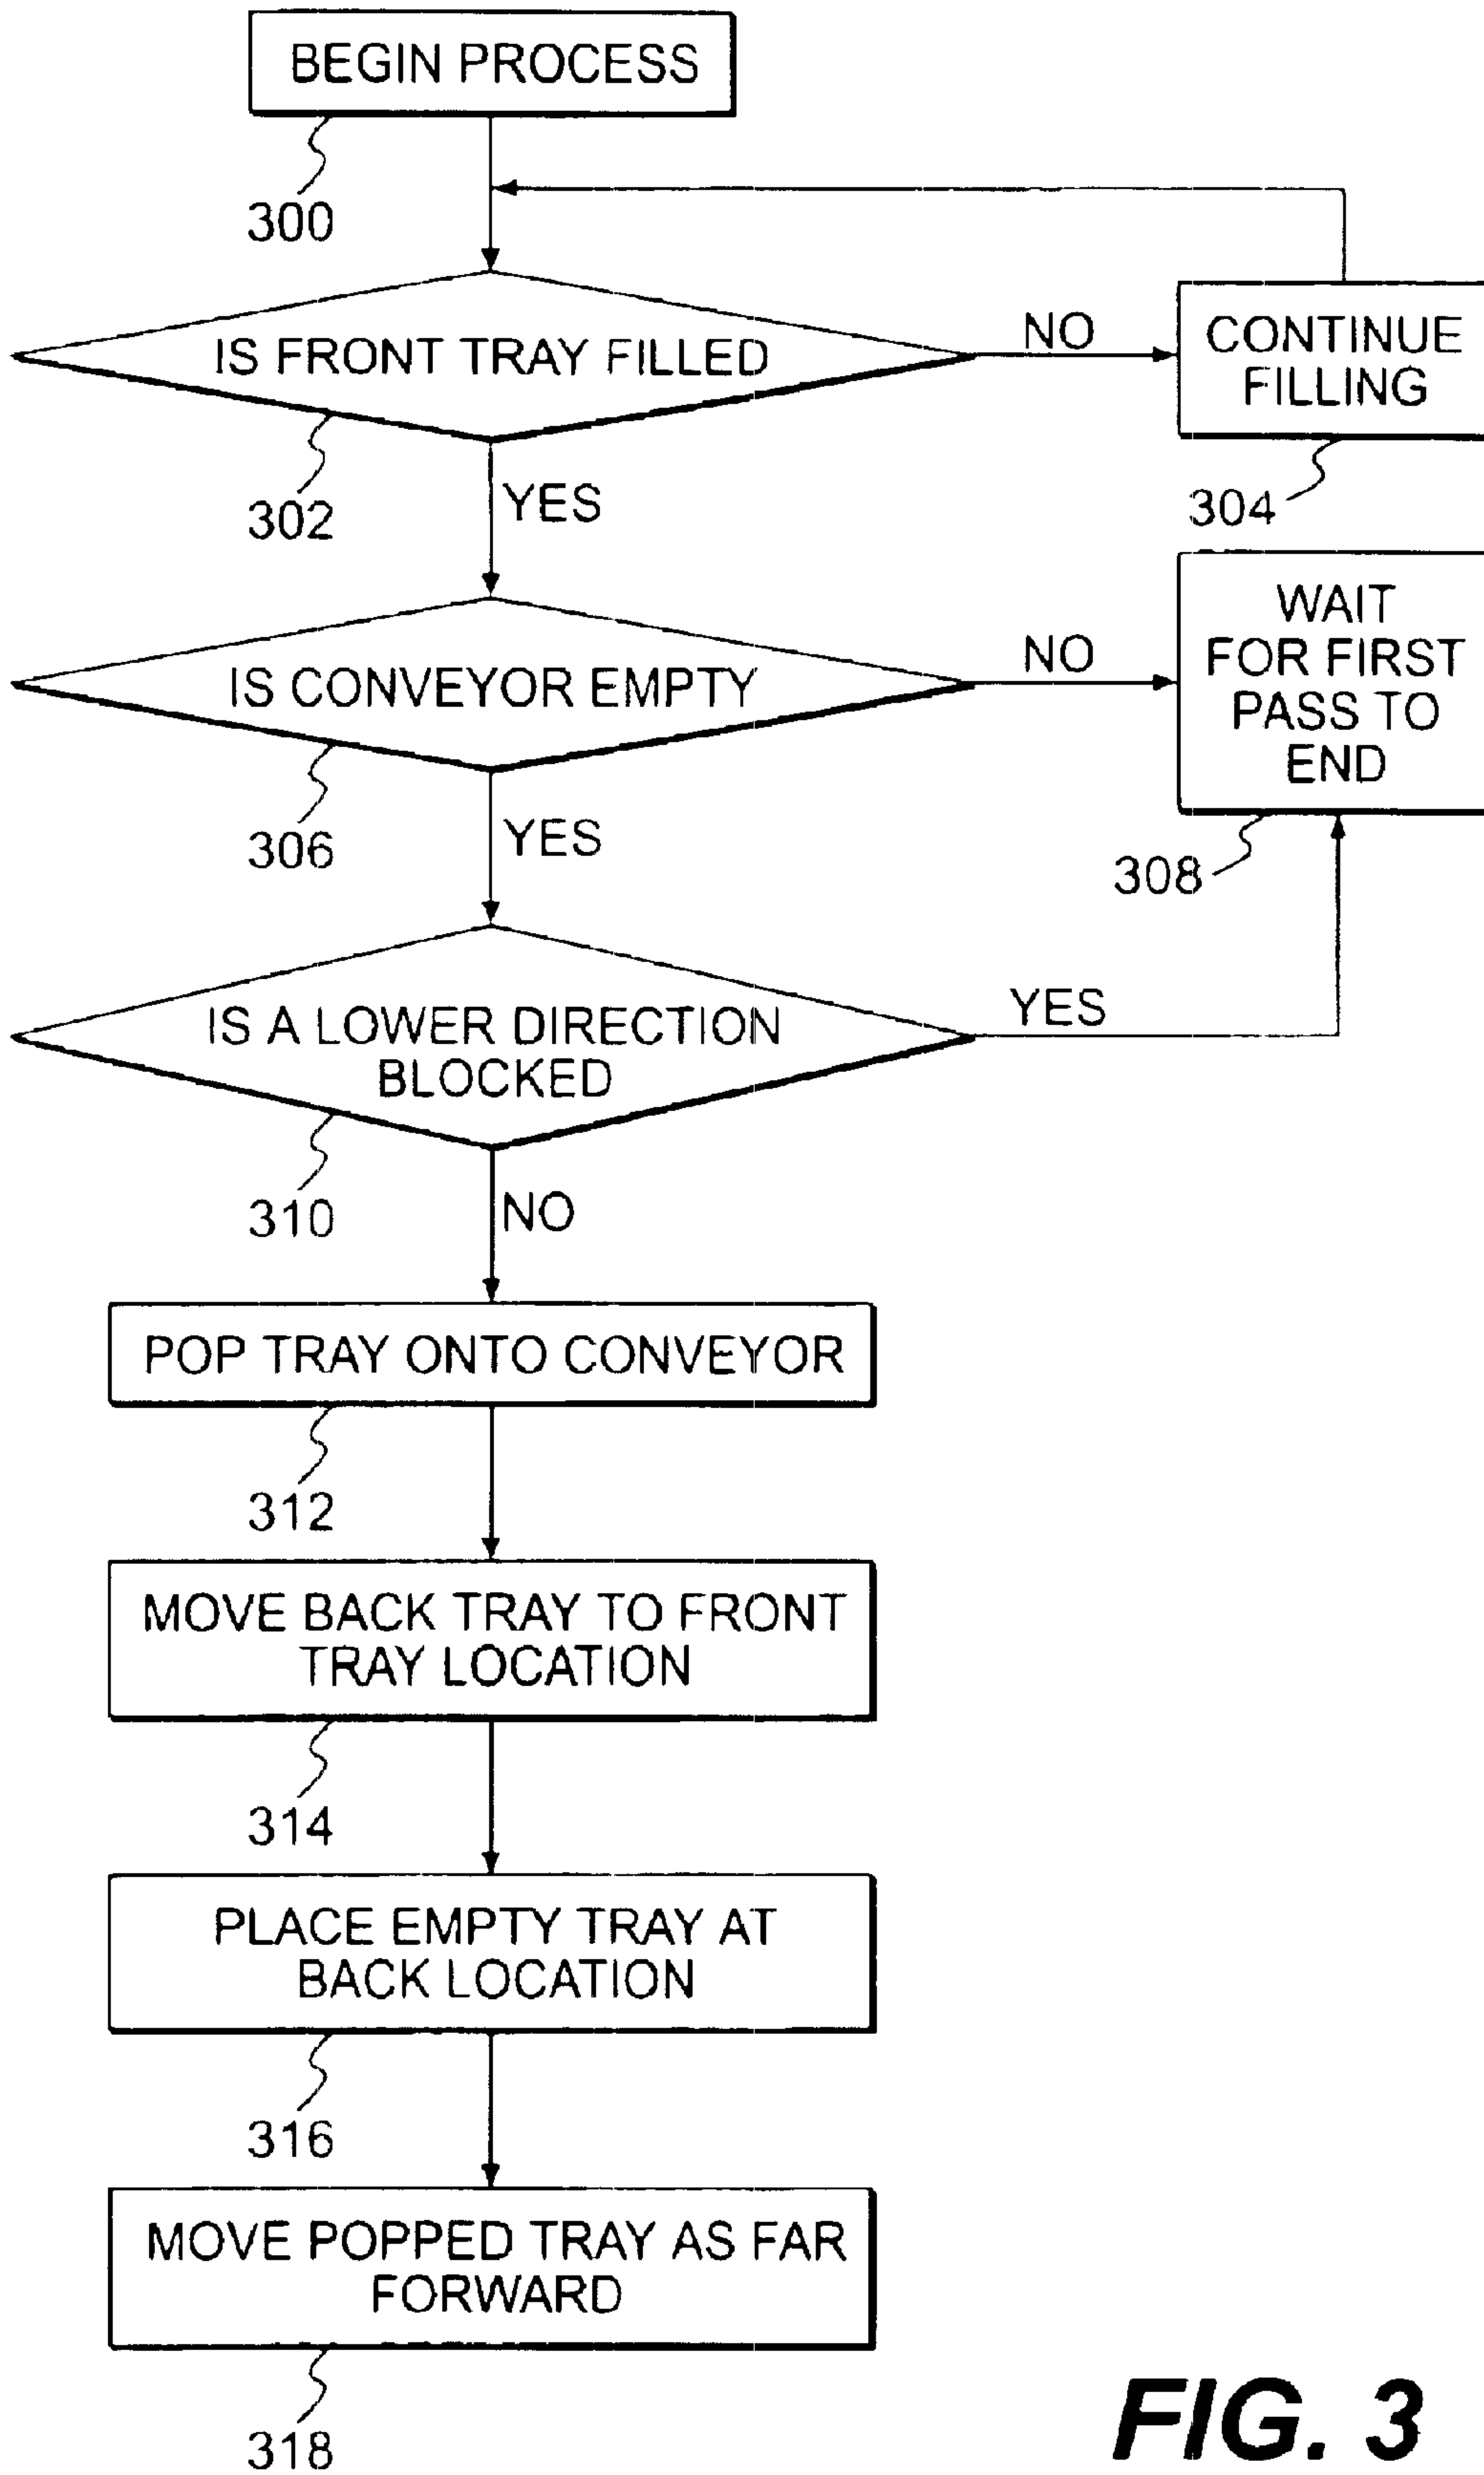 BEGIN PROCESS
300
IS FRONT TRAY FILLED
NO
CONTINUE
FILLING
302
YES
304
IS CONVEYOR EMPTY
NO
WAIT
FOR FIRST
PASS TO
END
306
YES
308
IS A LOWER DIRECTION
BLOCKED
YES
310
NO
POP TRAY ONTO CONVEYOR
312
MOVE BACK TRAY TO FRONT
TRAY LOCATION
314
PLACE EMPTY TRAY AT
BACK LOCATION
316
MOVE POPPED TRAY AS FAR
FORWARD
318
FIG. 3